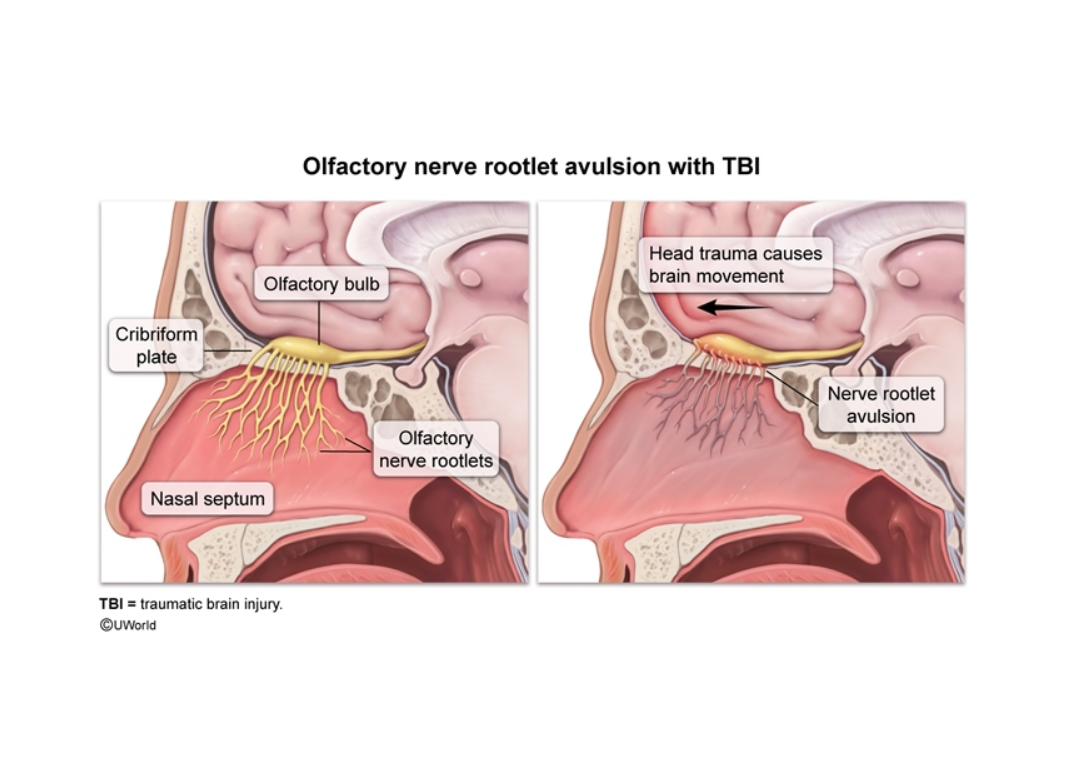 Olfactory nerve rootlet avulsion with TBI
Olfactory bulb
Cribriform
plate
Olfactory
nerve rootlets
Nasal septum
Head trauma causes
brain movement
Nerve rootlet
avulsion
TBI = traumatic brain injury.
©UWorld